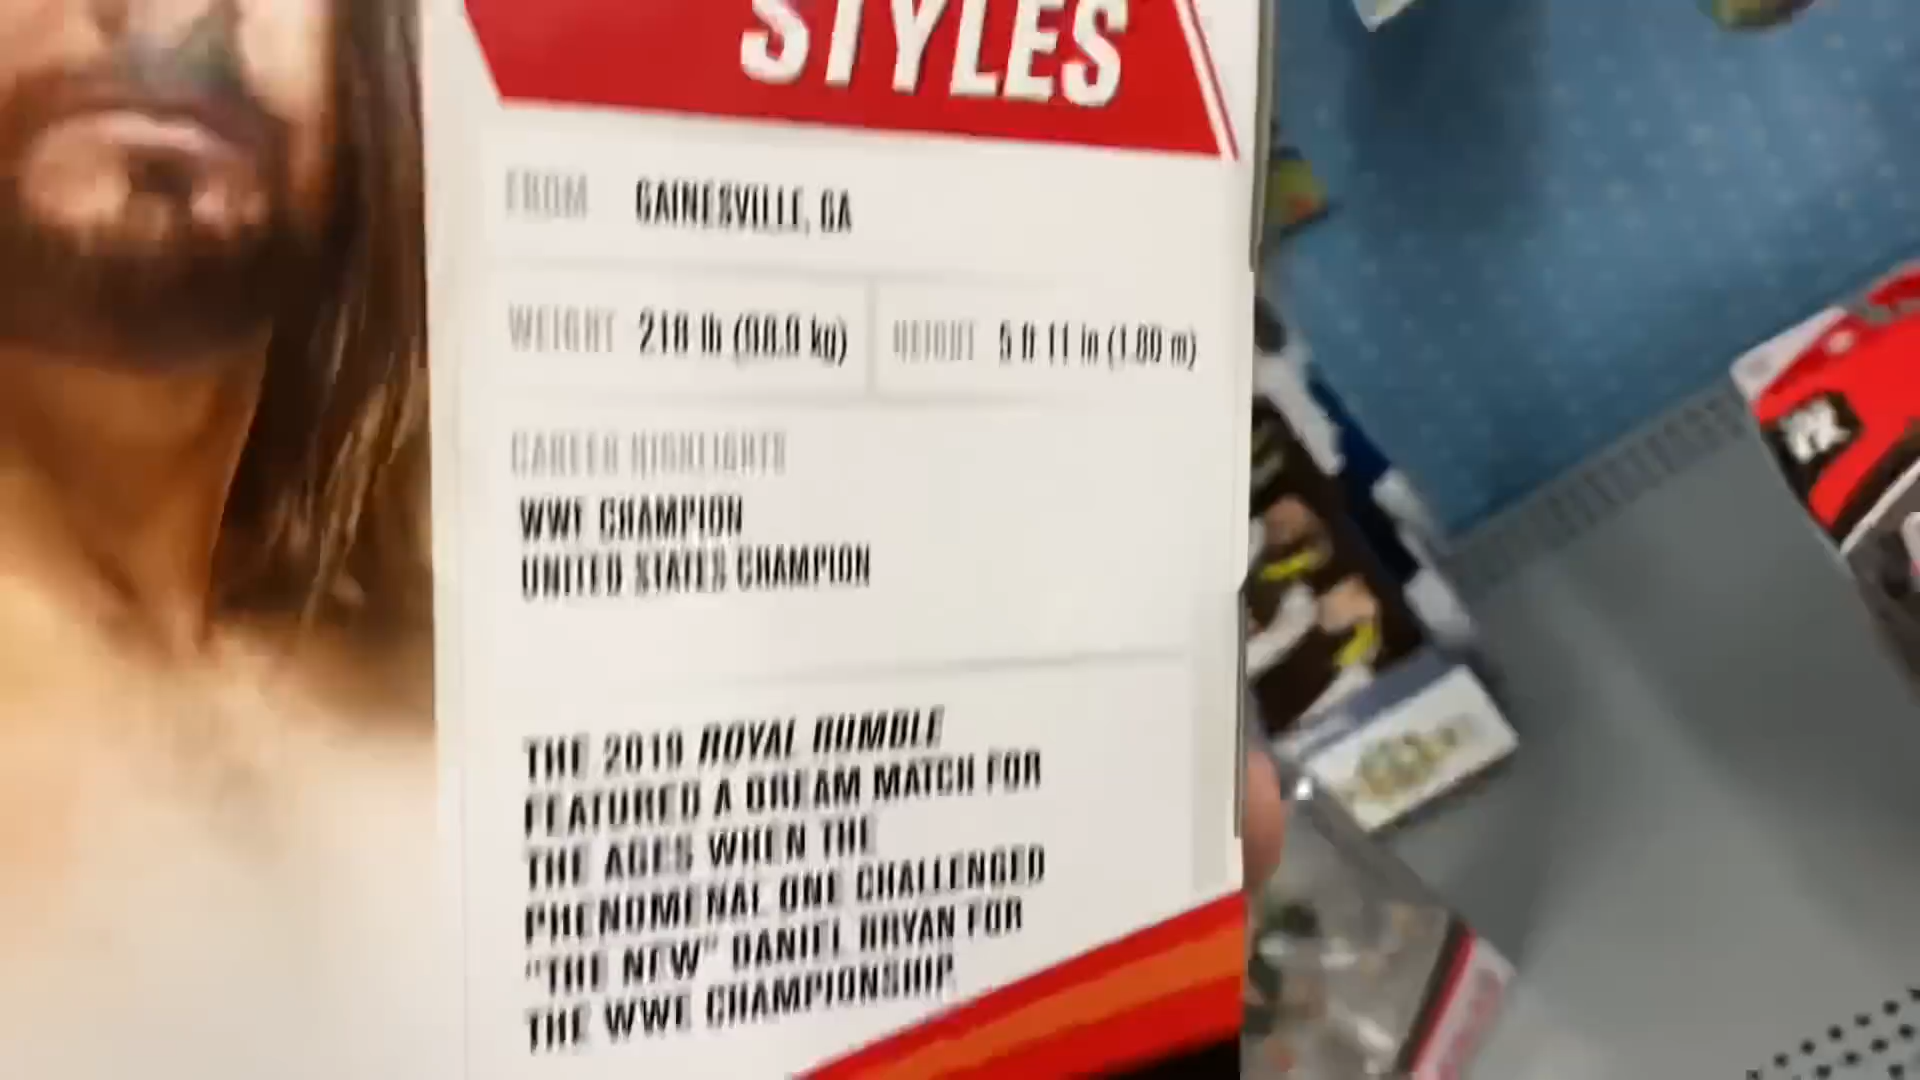 STYLES
FROM GAINESVILLE, GA
WEIGHT 218 lb (98.9 kg) HEIGHT 5 ft 11 in (1.80 m)
CAREER HIGHLIGHTS
WWE CHAMPION
UNITED STATES CHAMPION
THE 2019 ROYAL RUMBLE
FEATURED A DREAM MATCH FOR
THE AGES WHEN THE
PHENOMENAL ONE CHALLENGED
"THE NEW" DANIEL BRYAN FOR
THE WWE CHAMPIONSHIP.